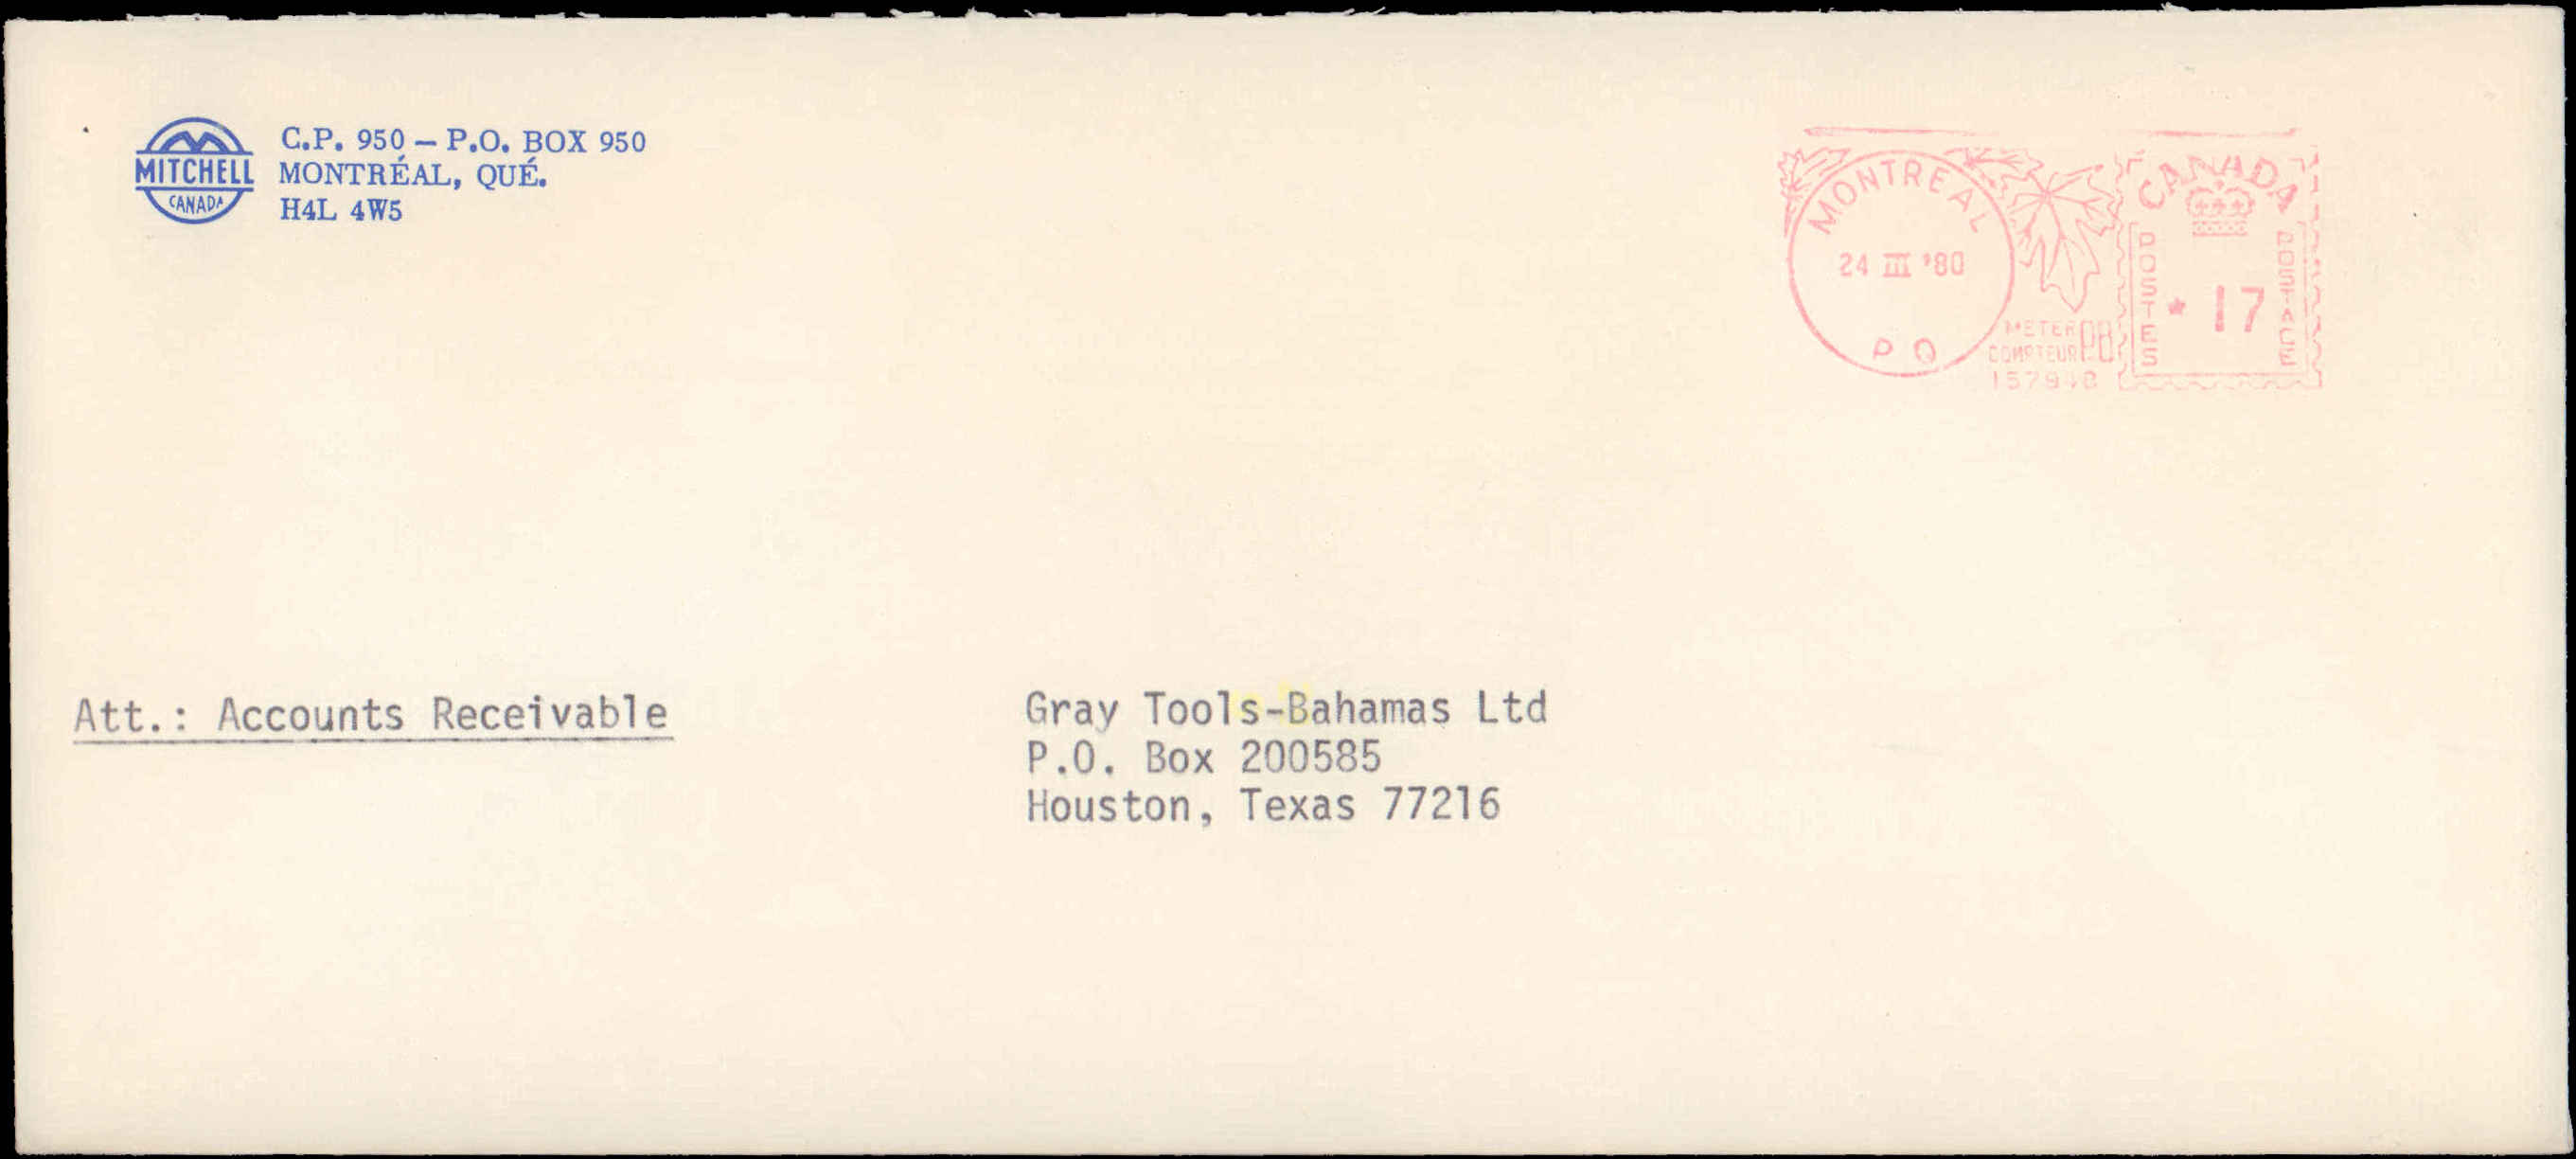 MITCHELL
CANADA
C.P. 950 – P.O. BOX 950
MONTRÉAL, QUÉ.
H4L 4W5
MONTREAL
24 III '80
P Q
METER
COMPTEUR
PB
CANADA
POSTES
* 17
POSTAGE
Att.: Accounts Receivable
Gray Tools-Bahamas Ltd
P.O. Box 200585
Houston, Texas 77216